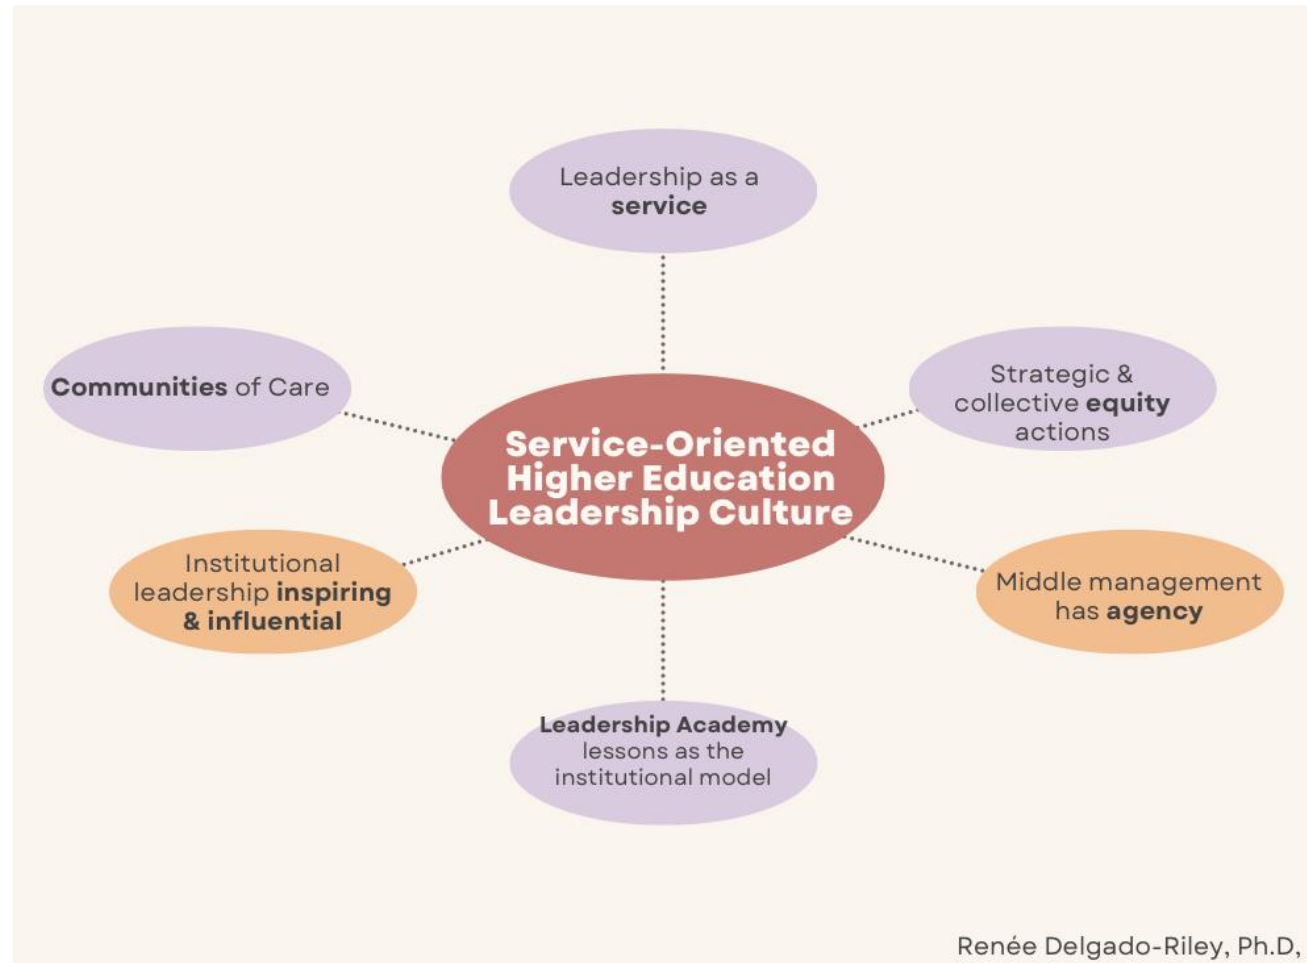 Leadership as a
service
Communities of Care
Strategic &
collective equity
actions
Service-Oriented
Higher Education
Leadership Culture
Institutional
leadership inspiring
& influential
Middle management
has agency
Leadership Academy
lessons as the
institutional model
Renée Delgado-Riley, Ph.D,